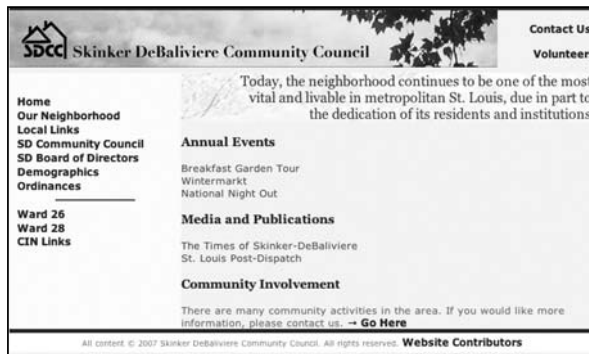 SDCC Skinker DeBaliviere Community Council
Contact Us
Volunteer
Today, the neighborhood continues to be one of the most
vital and livable in metropolitan St. Louis, due in part to
the dedication of its residents and institutions
Home
Our Neighborhood
Local Links
SD Community Council
SD Board of Directors
Demographics
Ordinances
Ward 26
Ward 28
CIN Links
Annual Events
Breakfast Garden Tour
Wintermarkt
National Night Out
Media and Publications
The Times of Skinker-DeBaliviere
St. Louis Post-Dispatch
Community Involvement
There are many community activities in the area. If you would like more
information, please contact us. → Go Here
All content © 2007 Skinker DeBaliviere Community Council. All rights reserved. Website Contributors